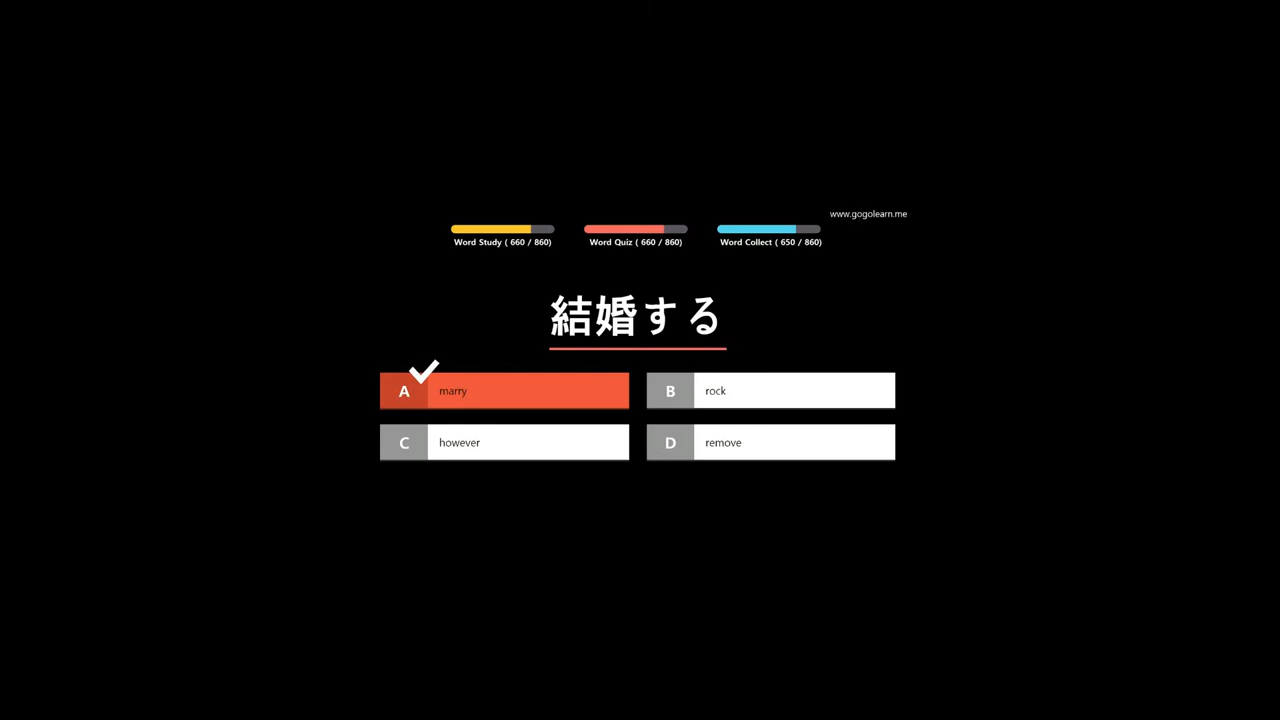 www.gogolearn.me
Word Study ( 660 / 860)
Word Quiz ( 660 / 860)
Word Collect ( 650 / 860)
結婚する
A marry
B rock
C however
D remove